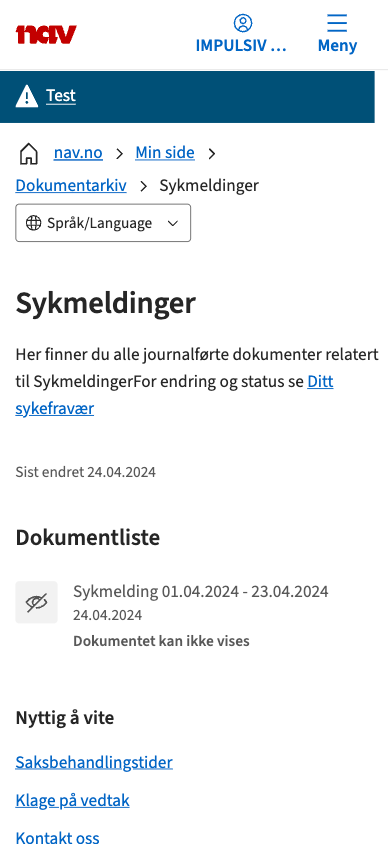 nav
IMPULSIV ...
Meny
Test
nav.no
Min side
Dokumentarkiv
Sykmeldinger
Språk/Language
Sykmeldinger
Her finner du alle journalførte dokumenter relatert
til SykmeldingerFor endring og status se Ditt
sykefravær
Sist endret 24.04.2024
Dokumentliste
Sykmelding 01.04.2024 - 23.04.2024
24.04.2024
Dokumentet kan ikke vises
Nyttig å vite
Saksbehandlingstider
Klage på vedtak
Kontakt oss